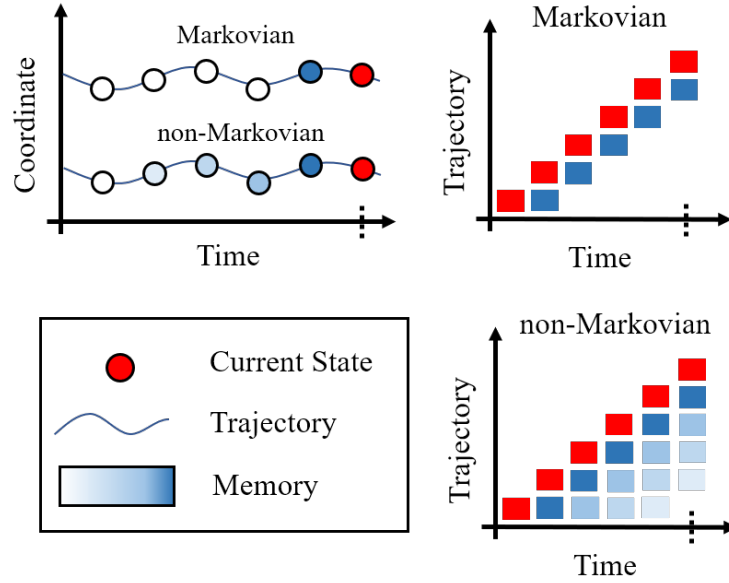 Markovian
non-Markovian
Coordinate
Time
Markovian
Trajectory
Time
Current State
Trajectory
Memory
non-Markovian
Trajectory
Time